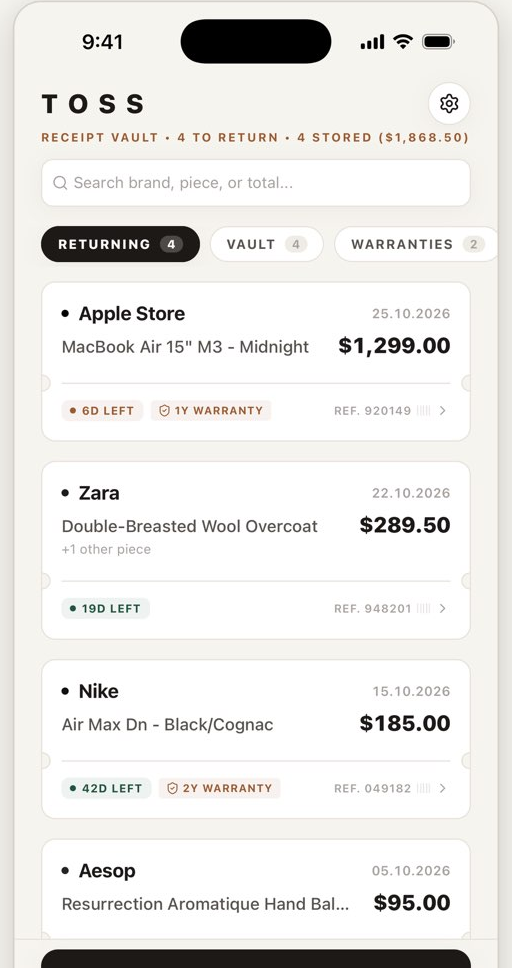 9:41
TOSS
RECEIPT VAULT • 4 TO RETURN • 4 STORED ($1,868.50)
Search brand, piece, or total...
RETURNING 4 VAULT 4 WARRANTIES 2
• Apple Store 25.10.2026
MacBook Air 15" M3 - Midnight $1,299.00
• 6D LEFT 1Y WARRANTY REF. 920149
• Zara 22.10.2026
Double-Breasted Wool Overcoat $289.50
+1 other piece
• 19D LEFT REF. 948201
• Nike 15.10.2026
Air Max Dn - Black/Cognac $185.00
• 42D LEFT 2Y WARRANTY REF. 049182
• Aesop 05.10.2026
Resurrection Aromatique Hand Bal... $95.00